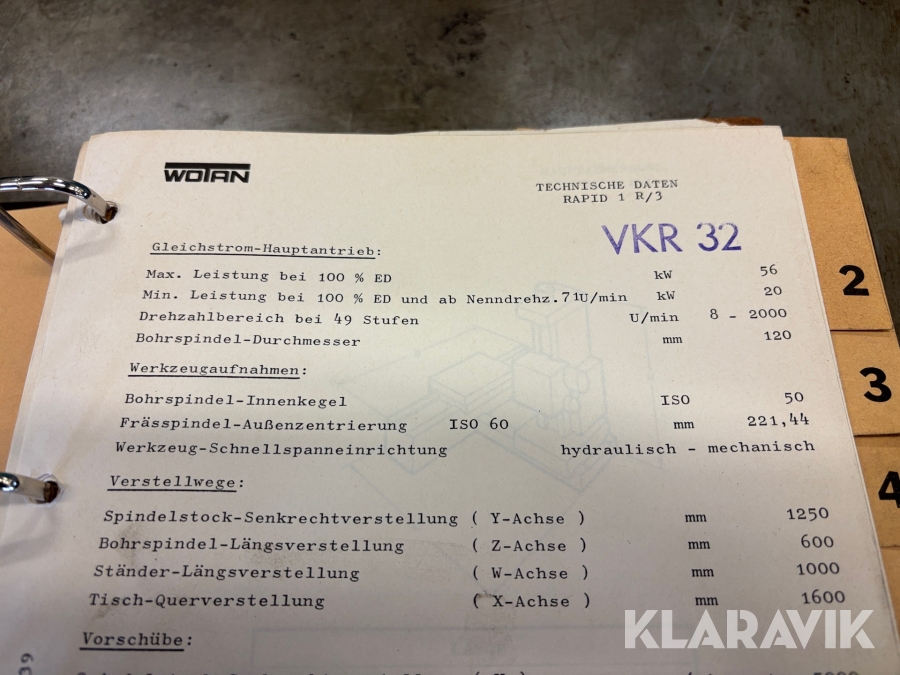 WOTAN
TECHNISCHE DATEN
RAPID 1 R/3
VKR 32
Gleichstrom-Hauptantrieb:
Max. Leistung bei 100 % ED kW 56
Min. Leistung bei 100 % ED und ab Nenndrehz.71U/min kW 20
Drehzahlbereich bei 49 Stufen U/min 8 - 2000
Bohrspindel-Durchmesser mm 120
Werkzeugaufnahmen:
Bohrspindel-Innenkegel ISO 50
Frässpindel-Außenzentrierung ISO 60 mm 221,44
Werkzeug-Schnellspanneinrichtung hydraulisch - mechanisch
Verstellwege:
Spindelstock-Senkrechtverstellung ( Y-Achse ) mm 1250
Bohrspindel-Längsverstellung ( Z-Achse ) mm 600
Ständer-Längsverstellung ( W-Achse ) mm 1000
Tisch-Querverstellung ( X-Achse ) mm 1600
Vorschübe:
2
3
4
KLARAVIK